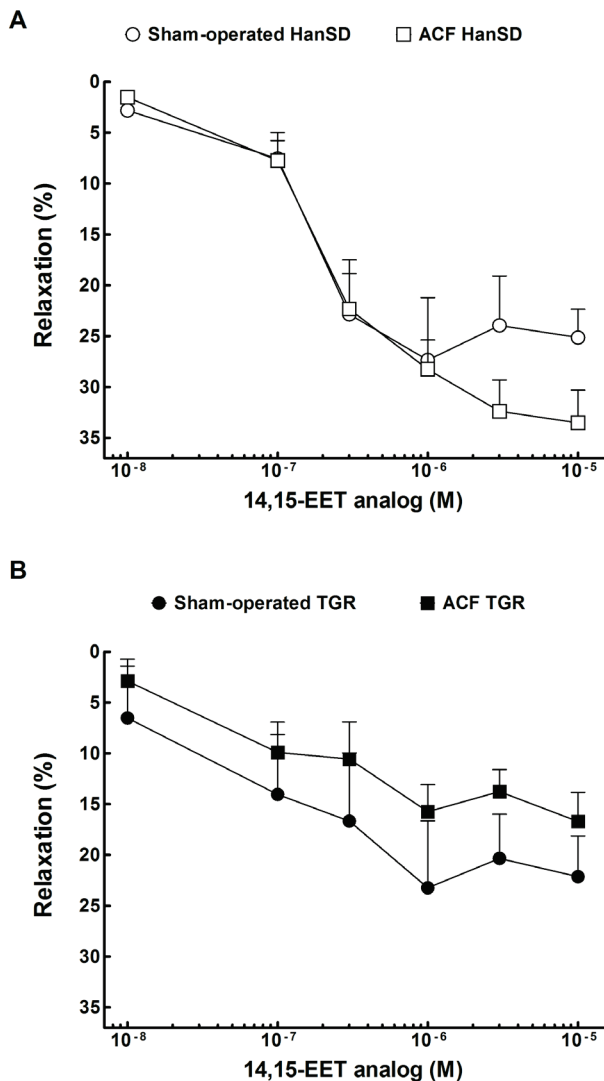 A
Sham-operated HanSD ACF HanSD
0
5
10
15
20
25
30
35
Relaxation (%)
10-8 10-7 10-6 10-5
14,15-EET analog (M)
B
Sham-operated TGR ACF TGR
0
5
10
15
20
25
30
35
Relaxation (%)
10-8 10-7 10-6 10-5
14,15-EET analog (M)